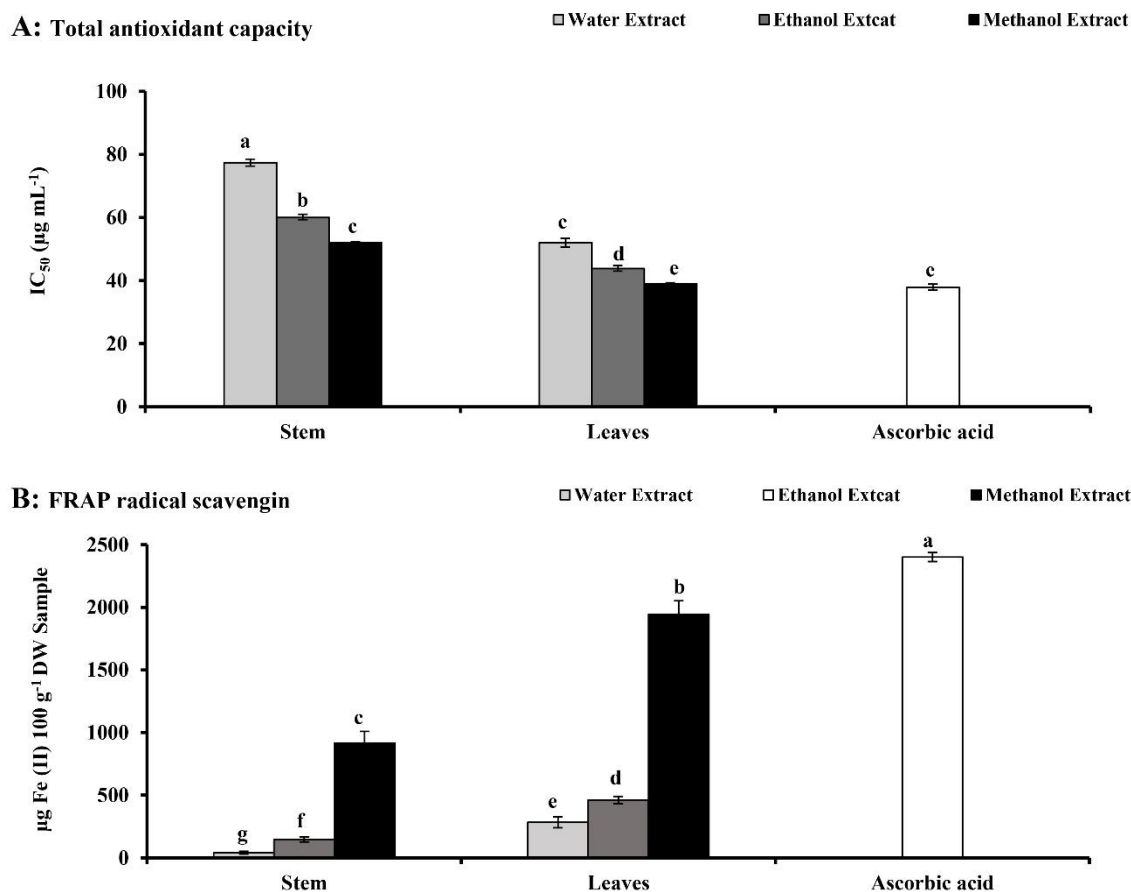 A: Total antioxidant capacity
Water Extract Ethanol Extcat Methanol Extract
IC50 (µg mL-1)
100
80
60
40
20
0
a
b
c
c
d
e
e
Stem Leaves Ascorbic acid
B: FRAP radical scavengin
Water Extract Ethanol Extcat Methanol Extract
µg Fe (II) 100 g-1 DW Sample
2500
2000
1500
1000
500
0
g
f
c
e
d
b
a
Stem Leaves Ascorbic acid